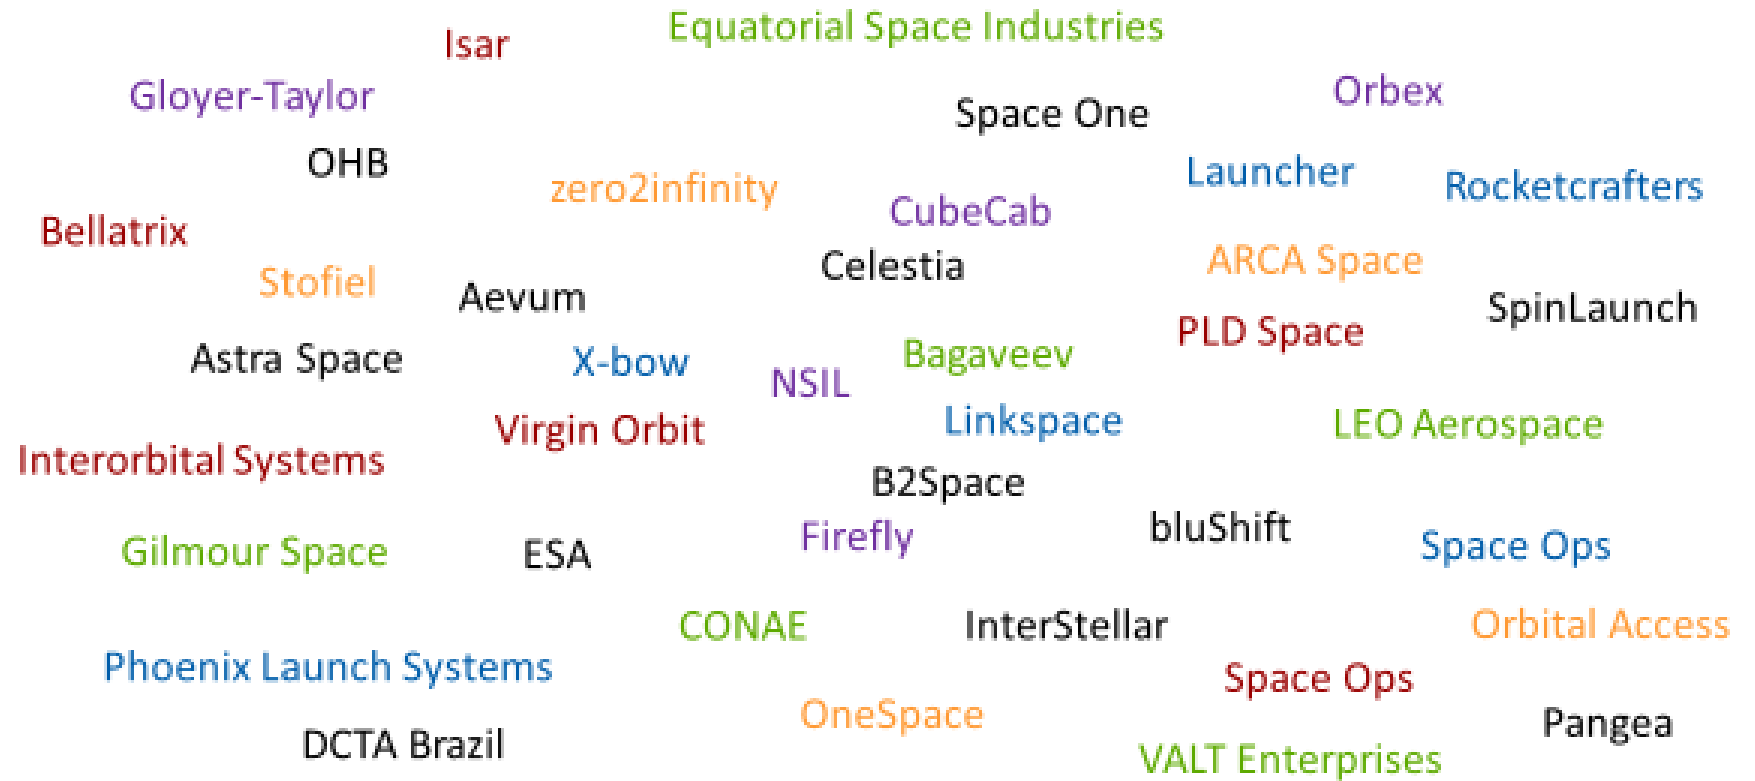 Equatorial Space Industries
Isar
Gloyer-Taylor
Orbex
Space One
OHB
Launcher
Rocketcrafters
zero2infinity
CubeCab
Bellatrix
ARCA Space
Celestia
Stofiel
Aevum
SpinLaunch
PLD Space
Astra Space
X-bow
Bagaveev
NSIL
Linkspace
LEO Aerospace
Virgin Orbit
Interorbital Systems
B2Space
bluShift
Firefly
Space Ops
Gilmour Space
ESA
CONAE
InterStellar
Orbital Access
Phoenix Launch Systems
Space Ops
OneSpace
Pangea
DCTA Brazil
VALT Enterprises